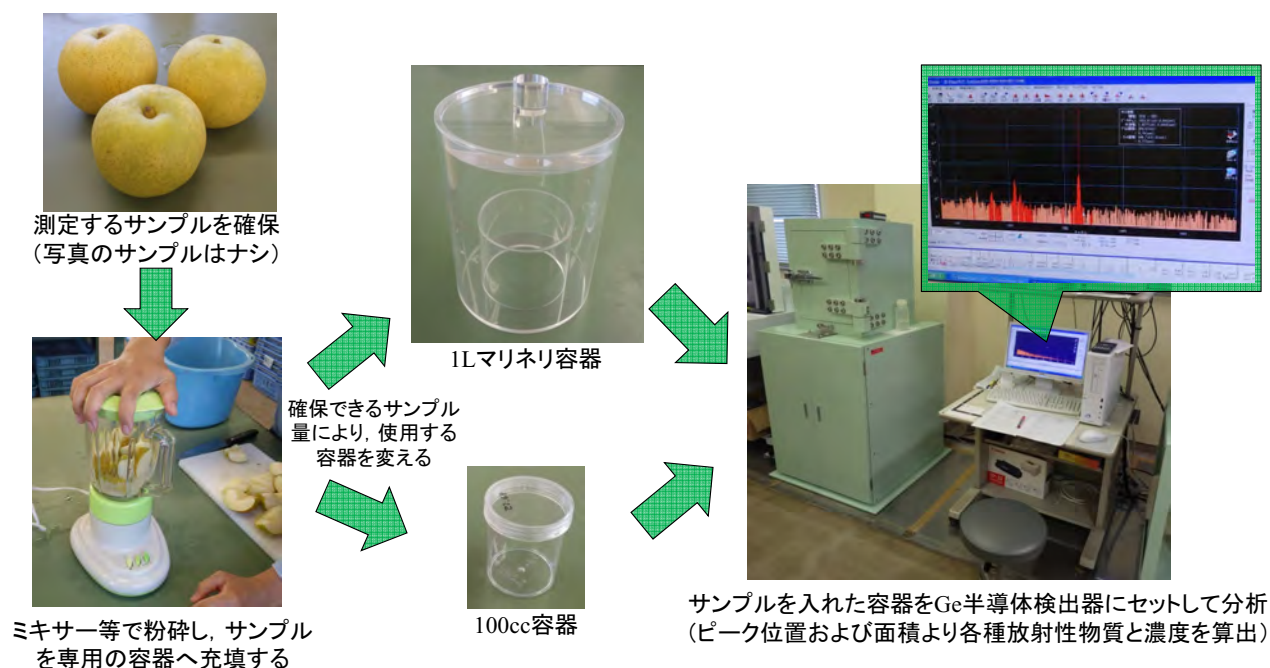 測定するサンプルを確保
（写真のサンプルはナシ）
ミキサー等で粉砕し，サンプル
を専用の容器へ充填する
確保できるサンプル
量により，使用する
容器を変える
1Lマリネリ容器
100cc容器
サンプルを入れた容器をGe半導体検出器にセットして分析
（ピーク位置および面積より各種放射性物質と濃度を算出）